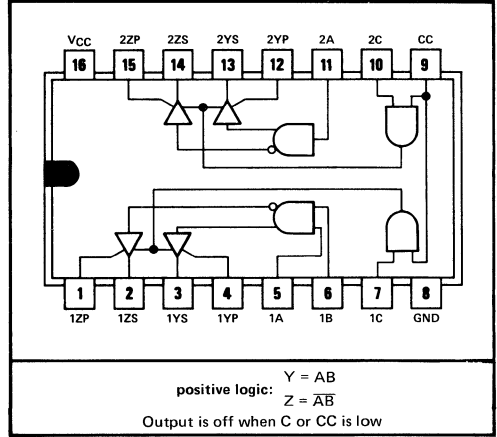 VCC 2ZP 2ZS 2YS 2YP 2A 2C CC
16 15 14 13 12 11 10 9
1 2 3 4 5 6 7 8
1ZP 1ZS 1YS 1YP 1A 1B 1C GND
positive logic: Y = AB
Z = A̅B̅
Output is off when C or CC is low